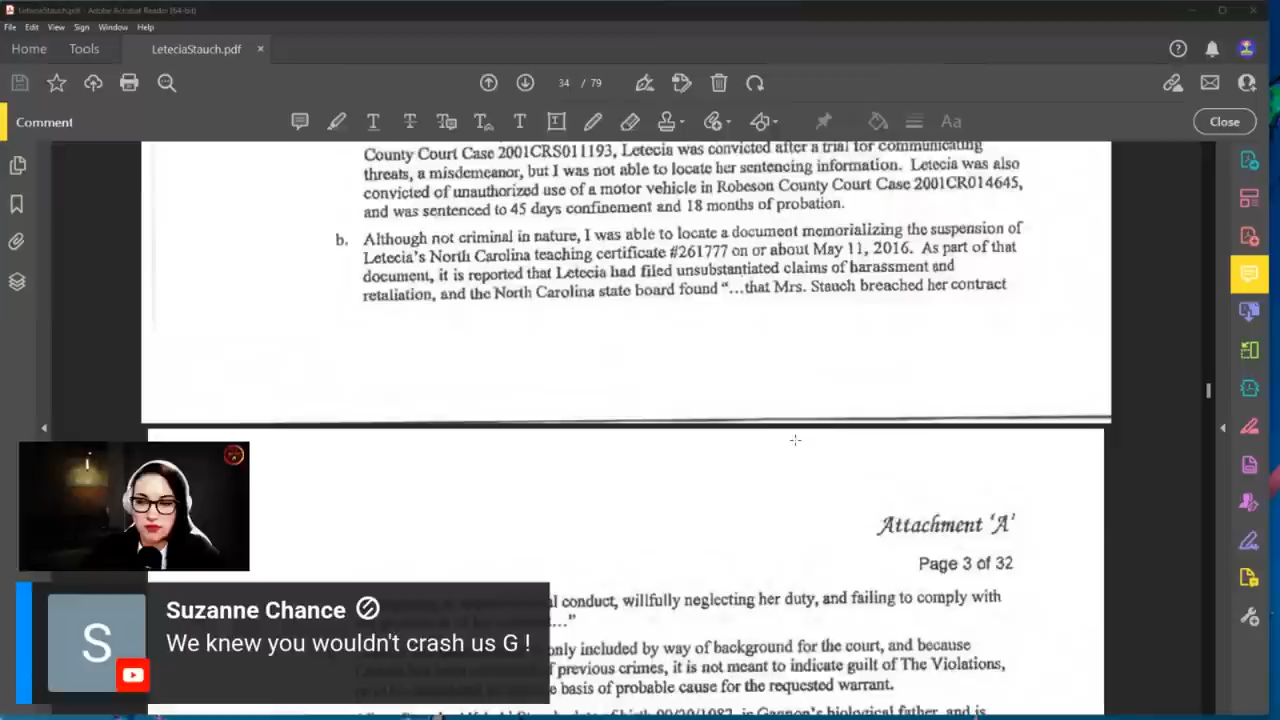 LeteciaStauch.pdf - Adobe Acrobat Reader (64-bit)
File Edit View Sign Window Help
Home Tools LeteciaStauch.pdf ×
34 / 79
Comment
Aa
Close
County Court Case 2001CRS011193, Letecia was convicted after a trial for communicating
threats, a misdemeanor, but I was not able to locate her sentencing information. Letecia was also
convicted of unauthorized use of a motor vehicle in Robeson County Court Case 2001CR014645,
and was sentenced to 45 days confinement and 18 months of probation.
b. Although not criminal in nature, I was able to locate a document memorializing the suspension of
Letecia's North Carolina teaching certificate #261777 on or about May 11, 2016. As part of that
document, it is reported that Letecia had filed unsubstantiated claims of harassment and
retaliation, and the North Carolina state board found "...that Mrs. Stauch breached her contract
Attachment 'A'
Page 3 of 32
conduct, willfully neglecting her duty, and failing to comply with
..."
only included by way of background for the court, and because
previous crimes, it is not meant to indicate guilt of The Violations,
basis of probable cause for the requested warrant.
is Gannon's biological father, and is
Suzanne Chance
S
We knew you wouldn't crash us G !